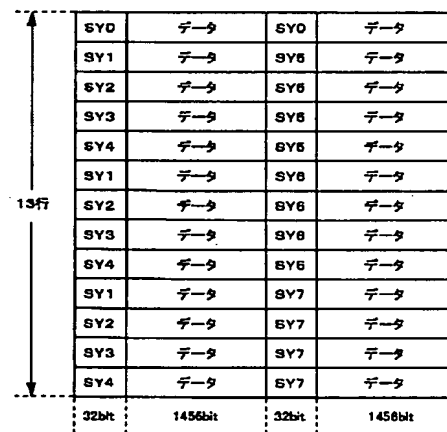 SY0 データ SY0 データ
SY1 データ SY5 データ
SY2 データ SY5 データ
SY3 データ SY5 データ
SY4 データ SY5 データ
SY1 データ SY6 データ
13行 SY2 データ SY6 データ
SY3 データ SY6 データ
SY4 データ SY6 データ
SY1 データ SY7 データ
SY2 データ SY7 データ
SY3 データ SY7 データ
SY4 データ SY7 データ
32bit 1456bit 32bit 1456bit